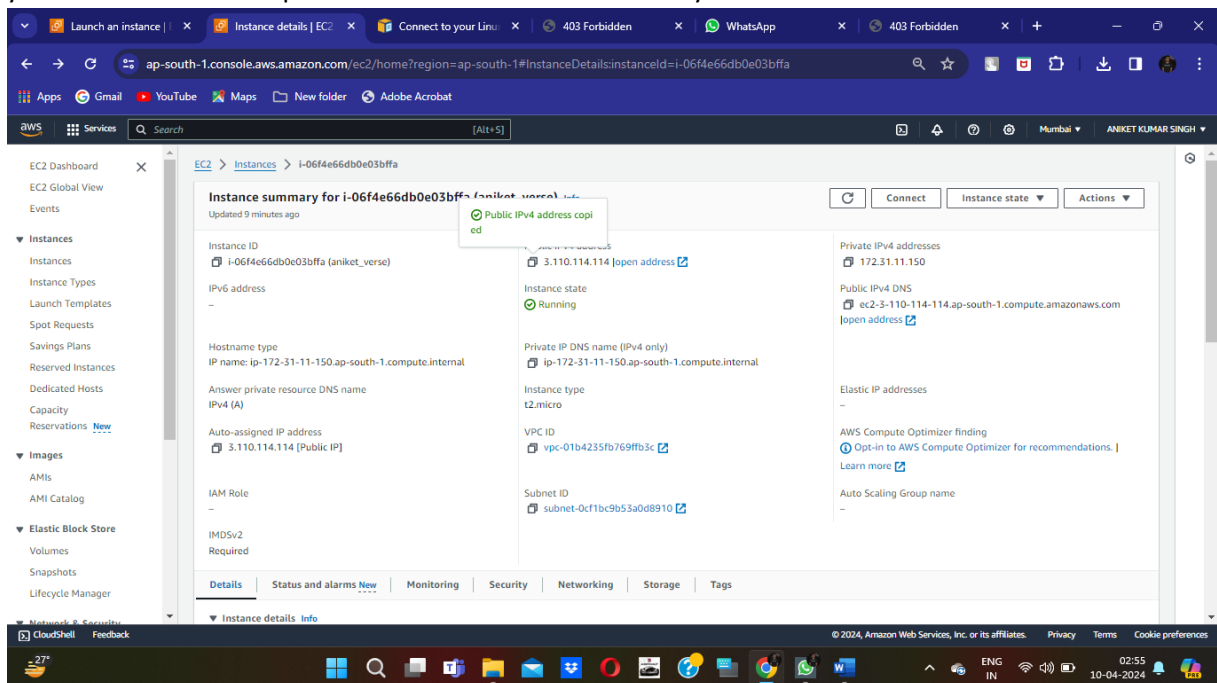 Launch an instance | E
Instance details | EC2
Connect to your Linu
403 Forbidden
WhatsApp
403 Forbidden
ap-south-1.console.aws.amazon.com/ec2/home?region=ap-south-1#InstanceDetails:instanceId=i-06f4e66db0e03bffa
Apps
Gmail
YouTube
Maps
New folder
Adobe Acrobat
aws
Services
Search
[Alt+S]
Mumbai ▼
ANIKET KUMAR SINGH ▼
EC2 Dashboard
EC2 Global View
Events
▼ Instances
Instances
Instance Types
Launch Templates
Spot Requests
Savings Plans
Reserved Instances
Dedicated Hosts
Capacity
Reservations New
▼ Images
AMIs
AMI Catalog
▼ Elastic Block Store
Volumes
Snapshots
Lifecycle Manager
EC2 > Instances > i-06f4e66db0e03bffa
Instance summary for i-06f4e66db0e03bffa (aniket_verse) Info
Updated 9 minutes ago
Public IPv4 address copi
ed
Connect
Instance state ▼
Actions ▼
Instance ID
i-06f4e66db0e03bffa (aniket_verse)
3.110.114.114 |open address
Private IPv4 addresses
172.31.11.150
IPv6 address
–
Instance state
Running
Public IPv4 DNS
ec2-3-110-114-114.ap-south-1.compute.amazonaws.com
|open address
Hostname type
IP name: ip-172-31-11-150.ap-south-1.compute.internal
Private IP DNS name (IPv4 only)
ip-172-31-11-150.ap-south-1.compute.internal
Answer private resource DNS name
IPv4 (A)
Instance type
t2.micro
Elastic IP addresses
–
Auto-assigned IP address
3.110.114.114 [Public IP]
VPC ID
vpc-01b4235fb769ffb3c
AWS Compute Optimizer finding
Opt-in to AWS Compute Optimizer for recommendations. |
Learn more
IAM Role
–
Subnet ID
subnet-0cf1bc9b53a0d8910
Auto Scaling Group name
–
IMDSv2
Required
Details
Status and alarms New
Monitoring
Security
Networking
Storage
Tags
▼ Instance details Info
CloudShell
Feedback
© 2024, Amazon Web Services, Inc. or its affiliates.
Privacy
Terms
Cookie preferences
27°
ENG
IN
02:55
10-04-2024
PRE